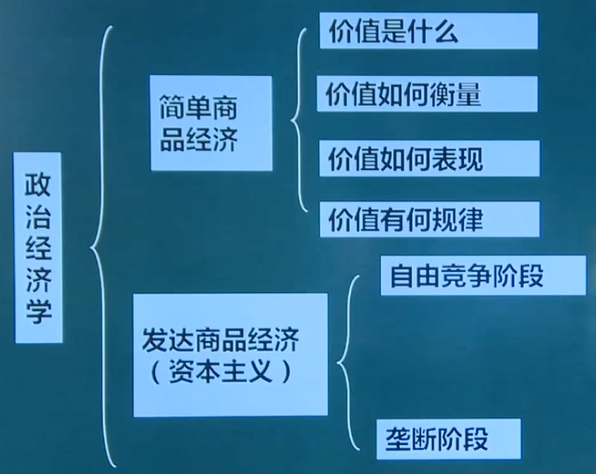 政治经济学
简单商
品经济
价值是什么
价值如何衡量
价值如何表现
价值有何规律
发达商品经济
（资本主义）
自由竞争阶段
垄断阶段